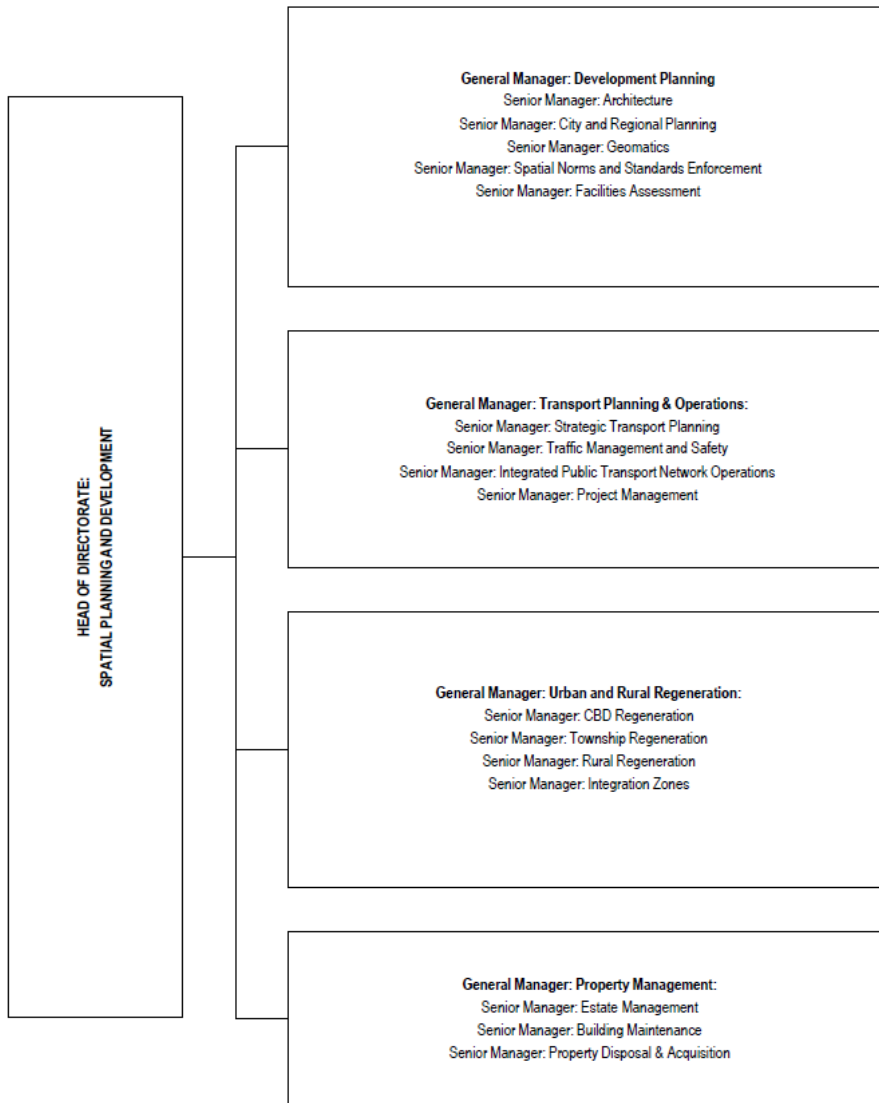 HEAD OF DIRECTORATE:
SPATIAL PLANNING AND DEVELOPMENT
General Manager: Development Planning
Senior Manager: Architecture
Senior Manager: City and Regional Planning
Senior Manager: Geomatics
Senior Manager: Spatial Norms and Standards Enforcement
Senior Manager: Facilities Assessment
General Manager: Transport Planning & Operations:
Senior Manager: Strategic Transport Planning
Senior Manager: Traffic Management and Safety
Senior Manager: Integrated Public Transport Network Operations
Senior Manager: Project Management
General Manager: Urban and Rural Regeneration:
Senior Manager: CBD Regeneration
Senior Manager: Township Regeneration
Senior Manager: Rural Regeneration
Senior Manager: Integration Zones
General Manager: Property Management:
Senior Manager: Estate Management
Senior Manager: Building Maintenance
Senior Manager: Property Disposal & Acquisition